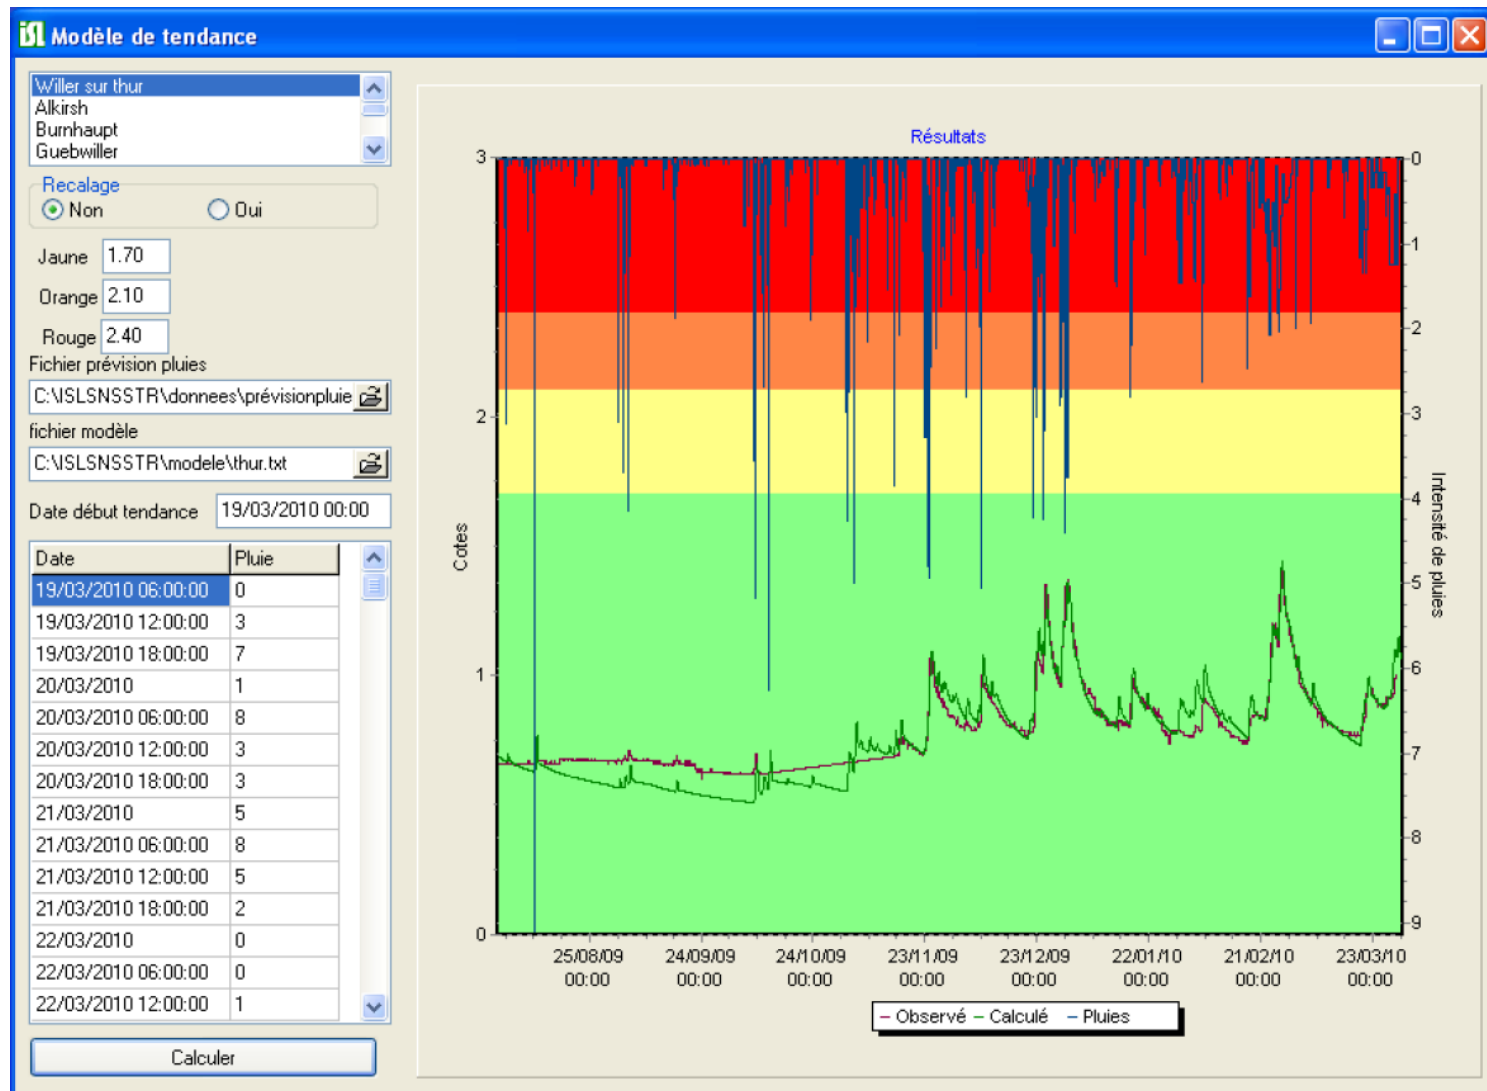 iSl Modèle de tendance
Willer sur thur
Alkirsh
Burnhaupt
Guebwiller
Recalage
Non Oui
Jaune 1.70
Orange 2.10
Rouge 2.40
Fichier prévision pluies
C:\ISLSNSSTR\donnees\prévisionpluie
fichier modèle
C:\ISLSNSSTR\modele\thur.txt
Date début tendance 19/03/2010 00:00
Date Pluie
19/03/2010 06:00:00 0
19/03/2010 12:00:00 3
19/03/2010 18:00:00 7
20/03/2010 1
20/03/2010 06:00:00 8
20/03/2010 12:00:00 3
20/03/2010 18:00:00 3
21/03/2010 5
21/03/2010 06:00:00 8
21/03/2010 12:00:00 5
21/03/2010 18:00:00 2
22/03/2010 0
22/03/2010 06:00:00 0
22/03/2010 12:00:00 1
Calculer
Résultats
Cotes
3
2
1
0
0
1
2
3
4
5
6
7
8
9
Intensité de pluies
25/08/09 24/09/09 24/10/09 23/11/09 23/12/09 22/01/10 21/02/10 23/03/10
00:00 00:00 00:00 00:00 00:00 00:00 00:00 00:00
Observé Calculé Pluies